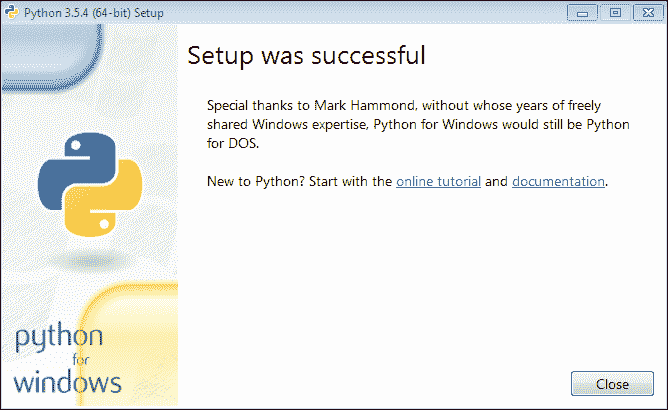 Python 3.5.4 (64-bit) Setup
Setup was successful
Special thanks to Mark Hammond, without whose years of freely
shared Windows expertise, Python for Windows would still be Python
for DOS.
New to Python? Start with the online tutorial and documentation.
python
for
windows
Close